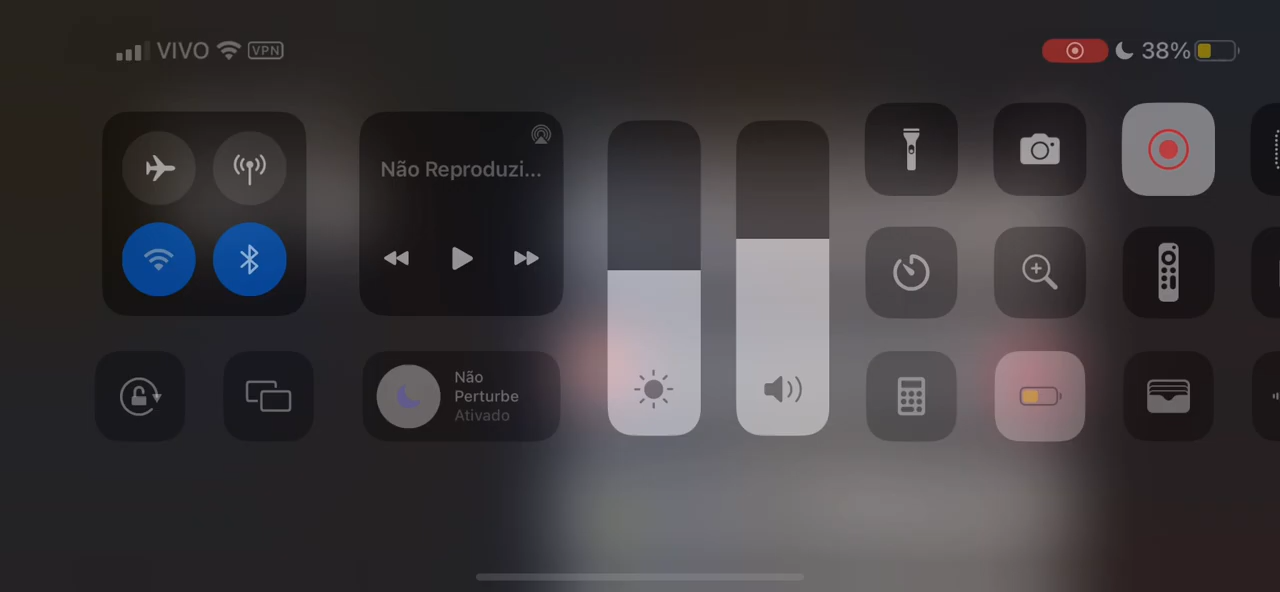 VIVO VPN 38%
Não Reproduzi...
Não
Perturbe
Ativado